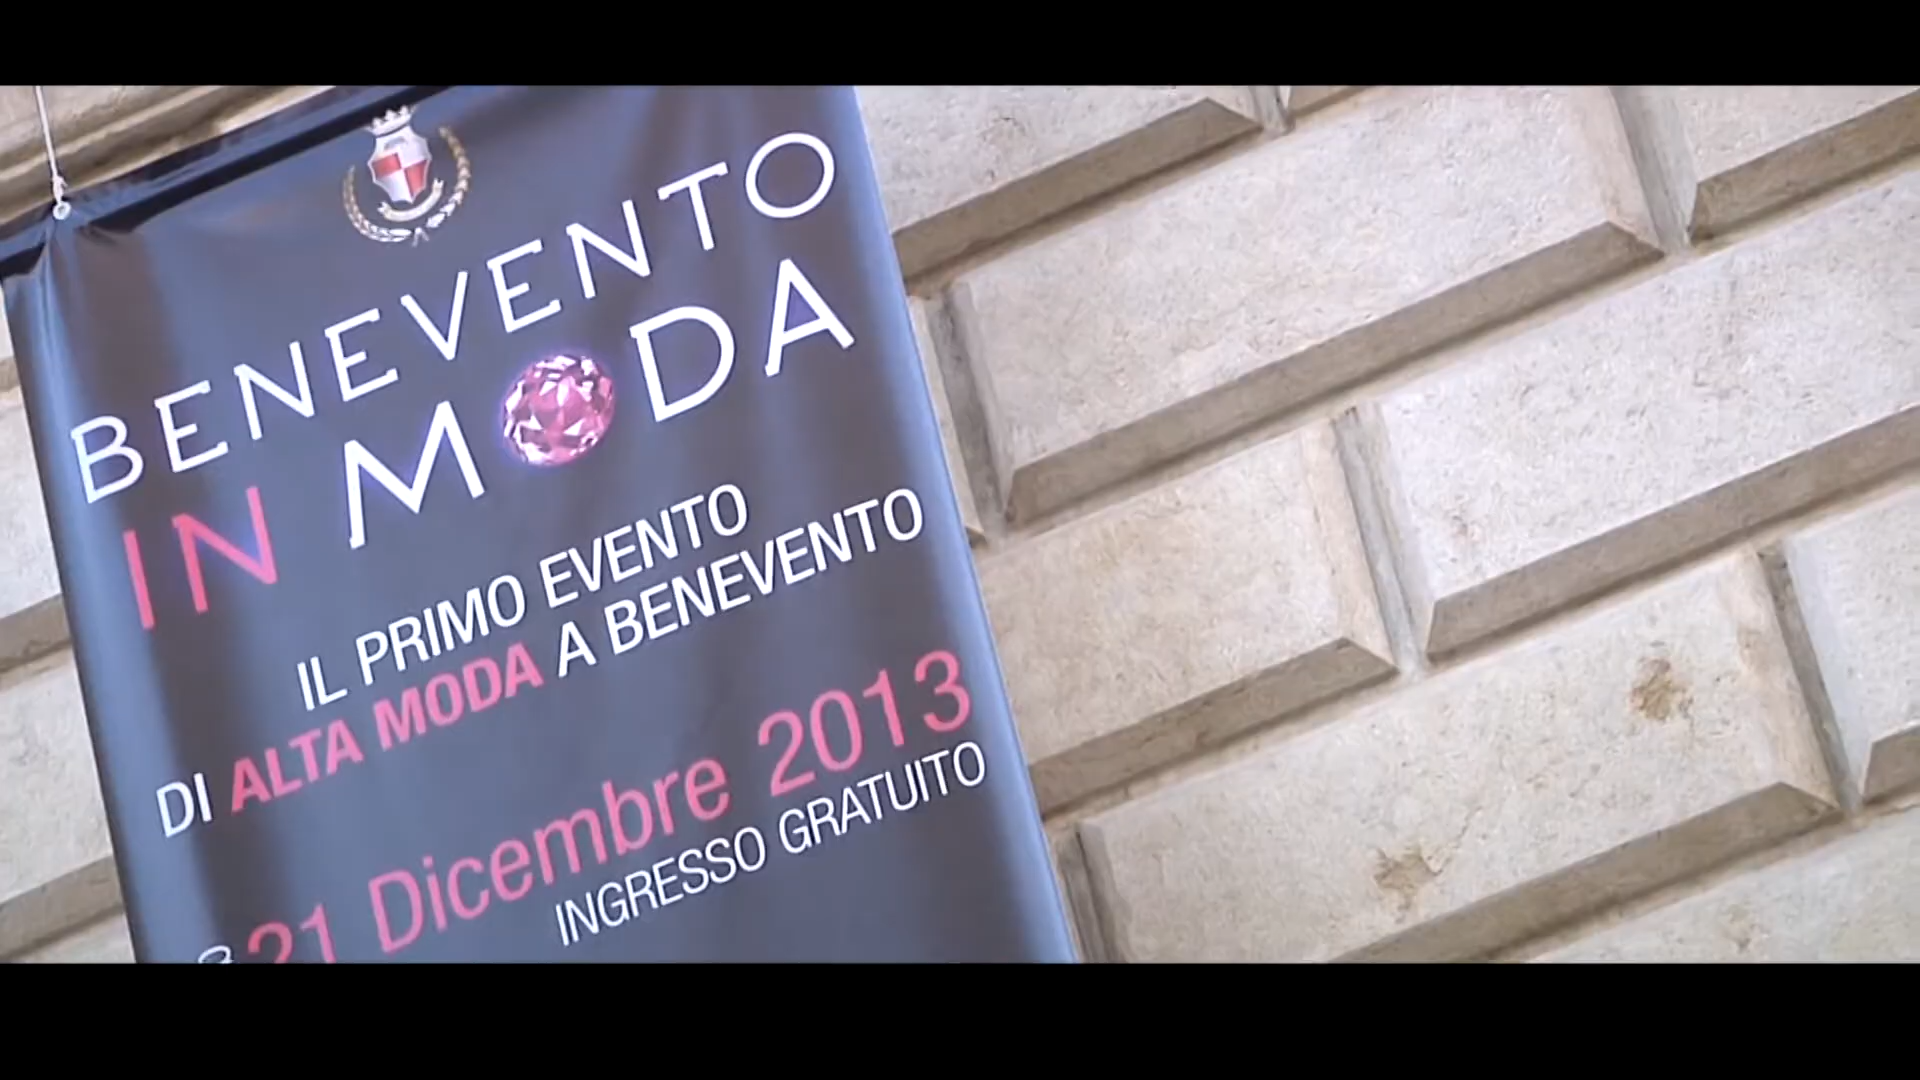 BENEVENTO
IN MODA
IL PRIMO EVENTO
DI ALTA MODA A BENEVENTO
21 Dicembre 2013
INGRESSO GRATUITO